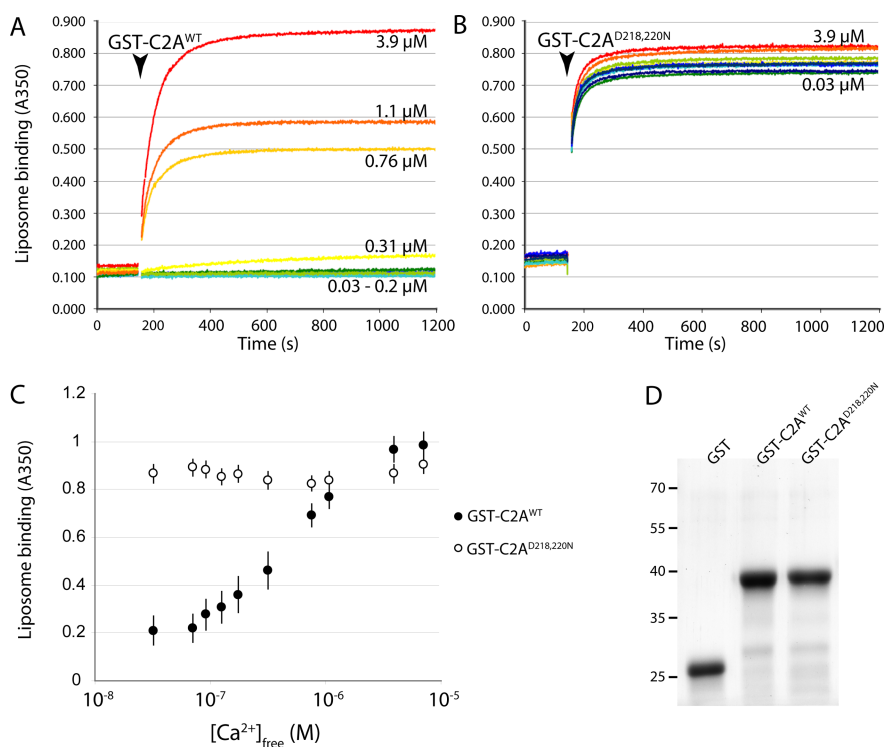 A
GST-C2A^WT
Liposome binding (A350)
0.900
0.800
0.700
0.600
0.500
0.400
0.300
0.200
0.100
0.000
3.9 µM
1.1 µM
0.76 µM
0.31 µM
0.03 - 0.2 µM
0 200 400 600 800 1000 1200
Time (s)
B
GST-C2A^D218,220N
0.900
0.800
0.700
0.600
0.500
0.400
0.300
0.200
0.100
0.000
3.9 µM
0.03 µM
0 200 400 600 800 1000 1200
Time (s)
C
Liposome binding (A350)
1.2
1
0.8
0.6
0.4
0.2
0
10^-8 10^-7 10^-6 10^-5
[Ca^2+]_free (M)
GST-C2A^WT
GST-C2A^D218,220N
D
GST
GST-C2A^WT
GST-C2A^D218,220N
70
55
40
35
25